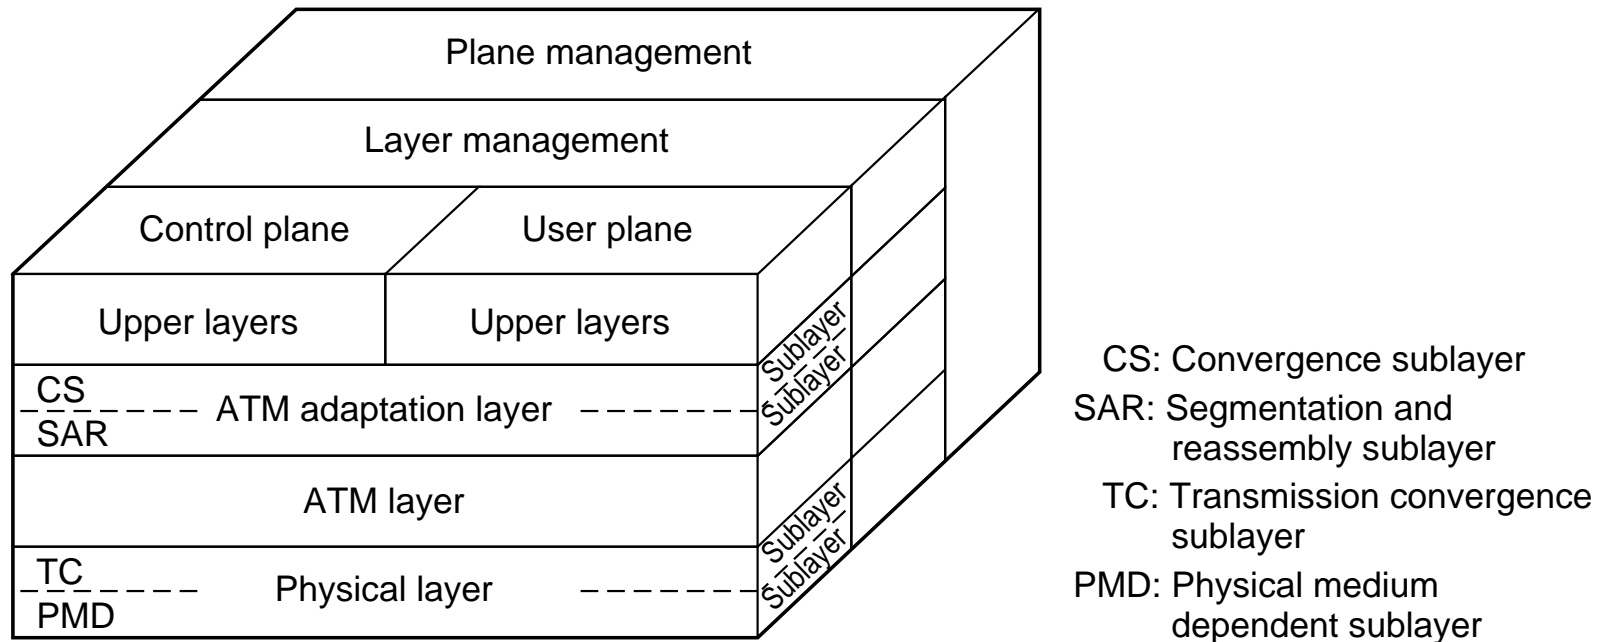 Plane management
Layer management
Control plane
User plane
Upper layers
Upper layers
Sublayer
Sublayer
CS
ATM adaptation layer
SAR
ATM layer
Sublayer
Sublayer
TC
Physical layer
PMD
CS: Convergence sublayer
SAR: Segmentation and
reassembly sublayer
TC: Transmission convergence
sublayer
PMD: Physical medium
dependent sublayer